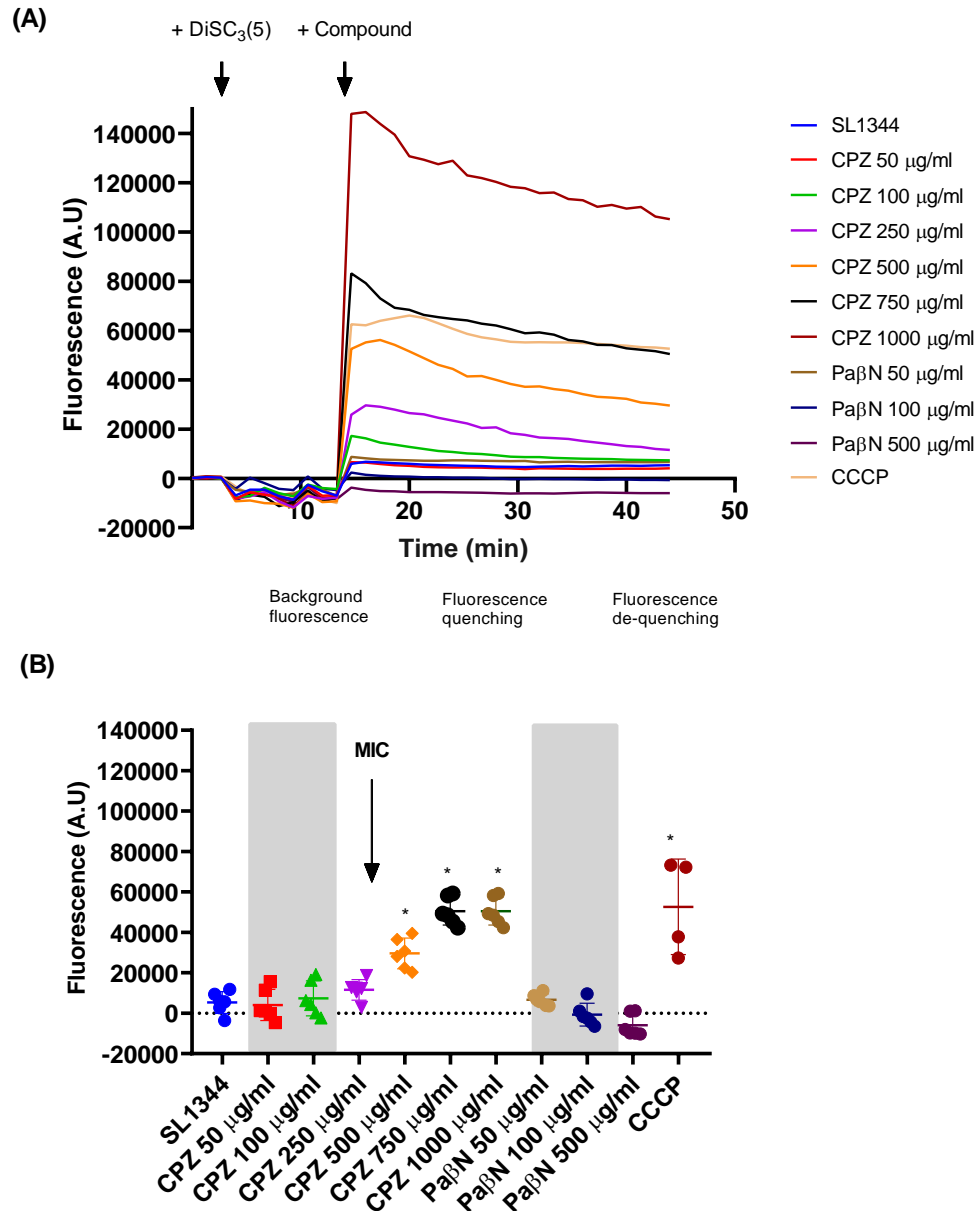 (A)
+ DiSC3(5)
+ Compound
140000
120000
100000
80000
60000
40000
20000
0
-20000
Fluorescence (A.U)
10
20
30
40
50
Time (min)
SL1344
CPZ 50 μg/ml
CPZ 100 μg/ml
CPZ 250 μg/ml
CPZ 500 μg/ml
CPZ 750 μg/ml
CPZ 1000 μg/ml
PaβN 50 μg/ml
PaβN 100 μg/ml
PaβN 500 μg/ml
CCCP
Background
fluorescence
Fluorescence
quenching
Fluorescence
de-quenching
(B)
140000
120000
100000
80000
60000
40000
20000
0
-20000
Fluorescence (A.U)
MIC
*
*
*
*
SL1344
CPZ 50 μg/ml
CPZ 100 μg/ml
CPZ 250 μg/ml
CPZ 500 μg/ml
CPZ 750 μg/ml
CPZ 1000 μg/ml
PaβN 50 μg/ml
PaβN 100 μg/ml
PaβN 500 μg/ml
CCCP